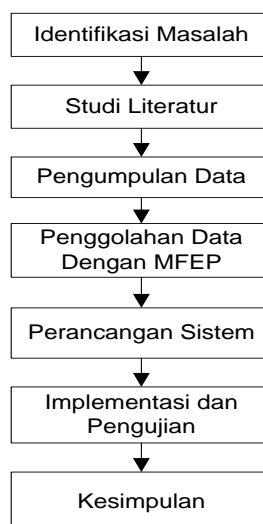 Identifikasi Masalah
Studi Literatur
Pengumpulan Data
Penggolahan Data
Dengan MFEP
Perancangan Sistem
Implementasi dan
Pengujian
Kesimpulan